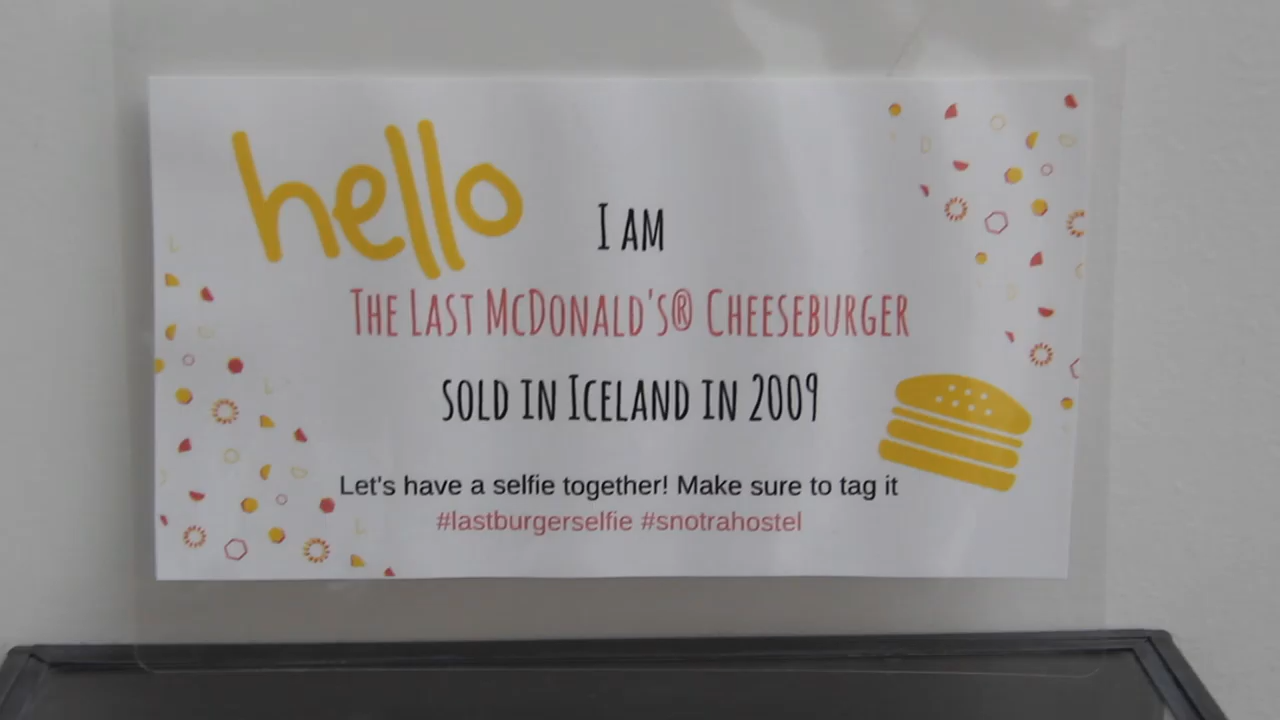 hello
I am
The Last McDonald's® Cheeseburger
sold in Iceland in 2009
Let's have a selfie together! Make sure to tag it
#lastburgerselfie #snotrahostel